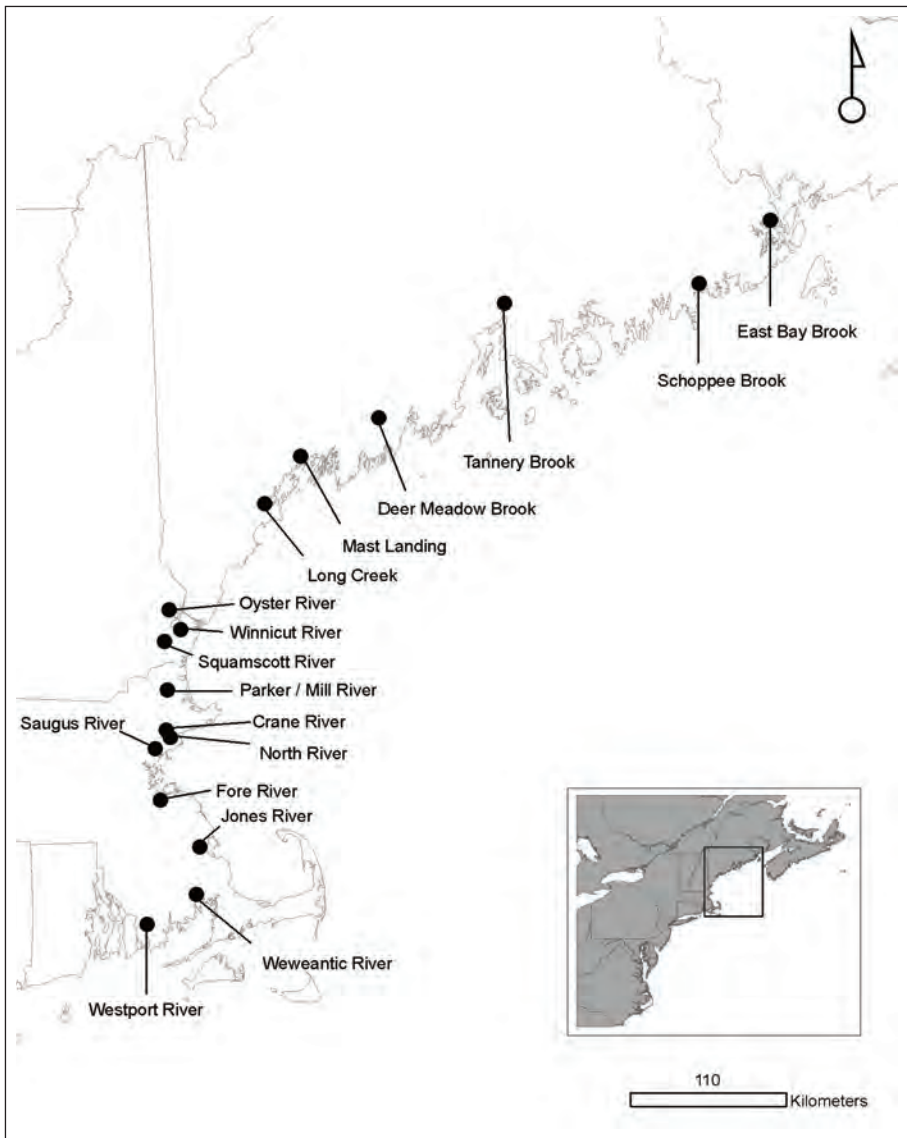 East Bay Brook
Schoppee Brook
Tannery Brook
Deer Meadow Brook
Mast Landing
Long Creek
Oyster River
Winnicut River
Squamscott River
Parker / Mill River
Crane River
Saugus River
North River
Fore River
Jones River
Weweantic River
Westport River
110
Kilometers